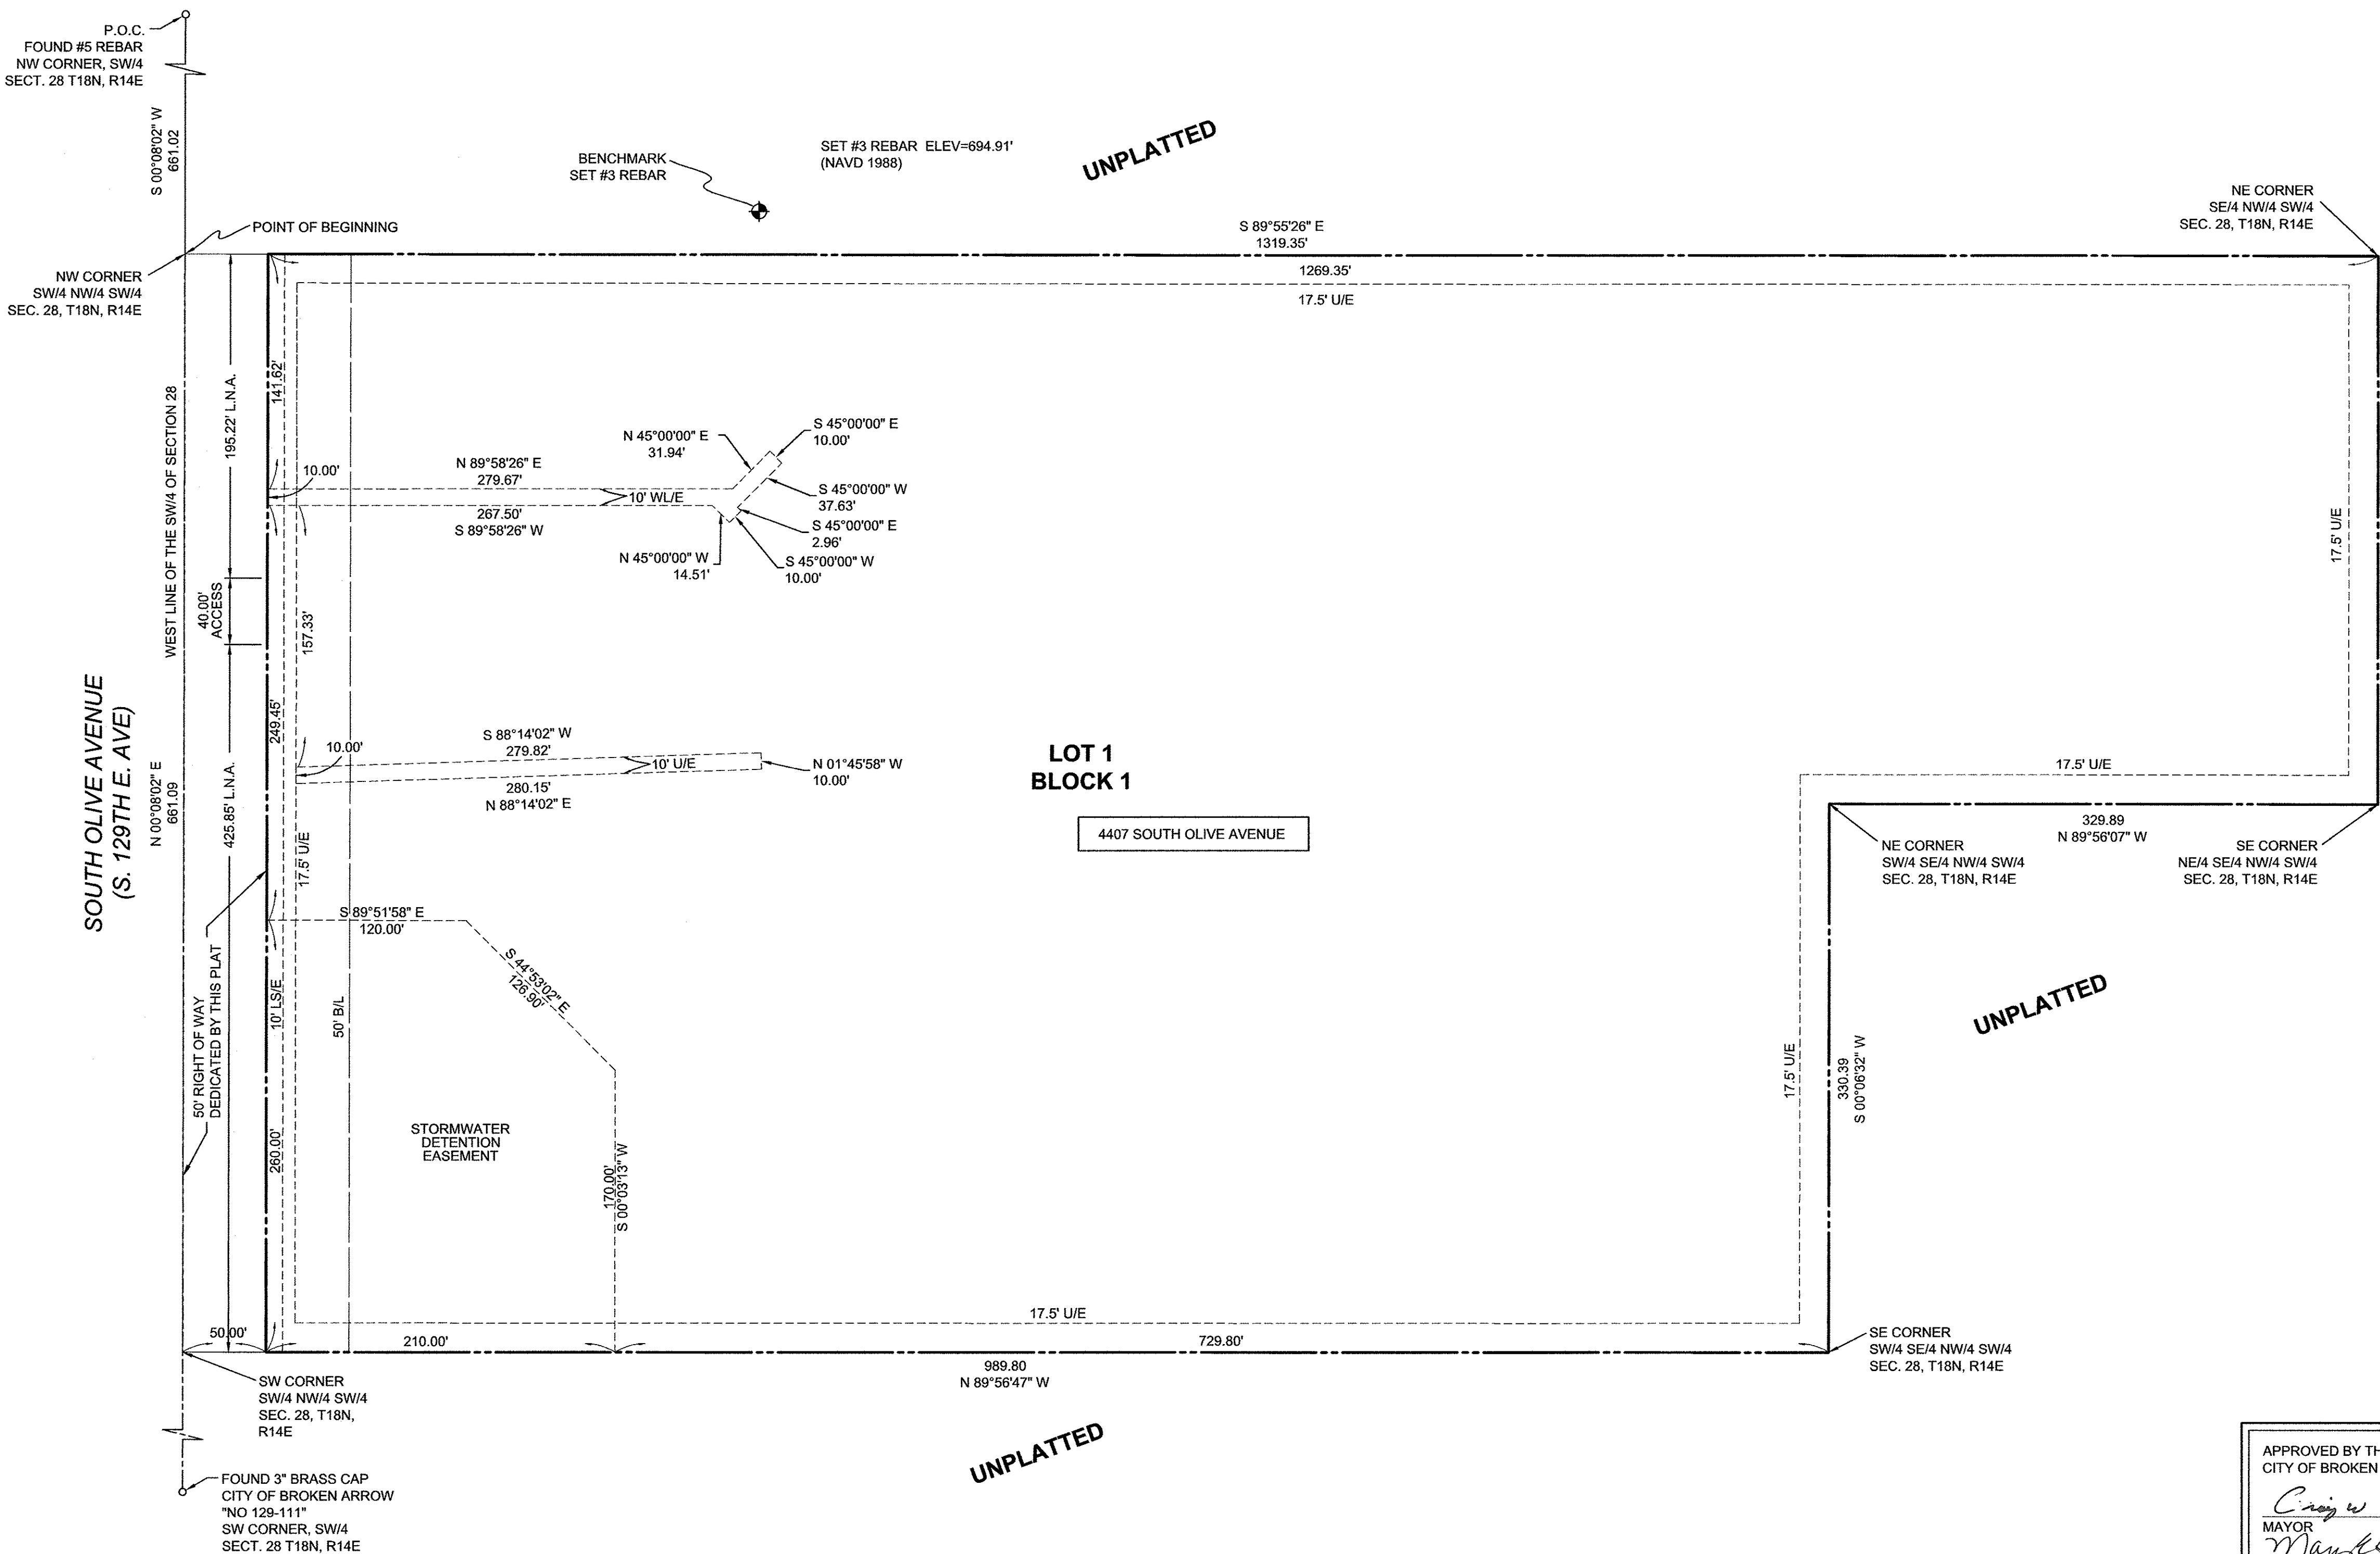 P.O.C.
FOUND #5 REBAR
NW CORNER, SW/4
SECT. 28 T18N, R14E
S 00°08'02" W
661.02
BENCHMARK
SET #3 REBAR
SET #3 REBAR ELEV=694.91'
(NAVD 1988)
UNPLATTED
NE CORNER
SE/4 NW/4 SW/4
SEC. 28, T18N, R14E
POINT OF BEGINNING
S 89°55'26" E
1319.35'
1269.35'
17.5' U/E
NW CORNER
SW/4 NW/4 SW/4
SEC. 28, T18N, R14E
WEST LINE OF THE SW/4 OF SECTION 28
195.22' L.N.A.
141.62'
10.00'
N 89°58'26" E
279.67'
10' WL/E
267.50'
S 89°58'26" W
N 45°00'00" E
31.94'
S 45°00'00" E
10.00'
S 45°00'00" W
37.63'
S 45°00'00" E
2.96'
S 45°00'00" W
10.00'
N 45°00'00" W
14.51'
17.5' U/E
40.00'
ACCESS
157.33'
SOUTH OLIVE AVENUE
(S. 129TH E. AVE)
N 00°08'02" E
661.09
425.85' L.N.A.
249.45'
10.00'
S 88°14'02" W
279.82'
10' U/E
280.15'
N 88°14'02" E
N 01°45'58" W
10.00'
LOT 1
BLOCK 1
4407 SOUTH OLIVE AVENUE
17.5' U/E
329.89
N 89°56'07" W
NE CORNER
SW/4 SE/4 NW/4 SW/4
SEC. 28, T18N, R14E
SE CORNER
NE/4 SE/4 NW/4 SW/4
SEC. 28, T18N, R14E
17.5' U/E
S 89°51'58" E
120.00'
S 44°53'02" E
126.90'
50' RIGHT OF WAY
DEDICATED BY THIS PLAT
10' LS/E
50' B/L
UNPLATTED
17.5' U/E
330.39
S 00°06'32" W
STORMWATER
DETENTION
EASEMENT
260.00'
170.00'
S 00°03'13" W
17.5' U/E
50.00'
210.00'
729.80'
989.80
N 89°56'47" W
SE CORNER
SW/4 SE/4 NW/4 SW/4
SEC. 28, T18N, R14E
SW CORNER
SW/4 NW/4 SW/4
SEC. 28, T18N,
R14E
UNPLATTED
FOUND 3" BRASS CAP
CITY OF BROKEN ARROW
"NO 129-111"
SW CORNER, SW/4
SECT. 28 T18N, R14E
APPROVED BY TH
CITY OF BROKEN
Craig W
MAYOR